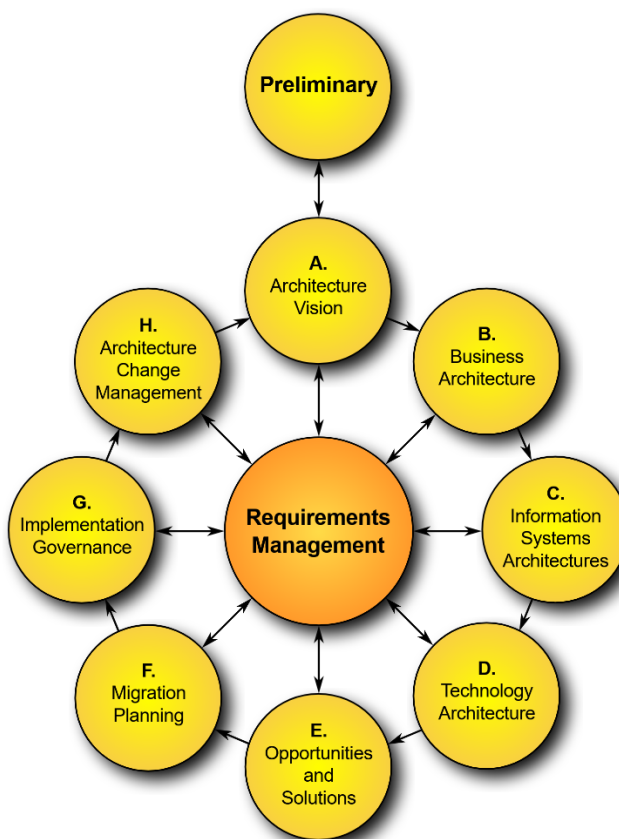 Preliminary
A.
Architecture
Vision
B.
Business
Architecture
C.
Information
Systems
Architectures
D.
Technology
Architecture
E.
Opportunities
and
Solutions
F.
Migration
Planning
G.
Implementation
Governance
H.
Architecture
Change
Management
Requirements
Management